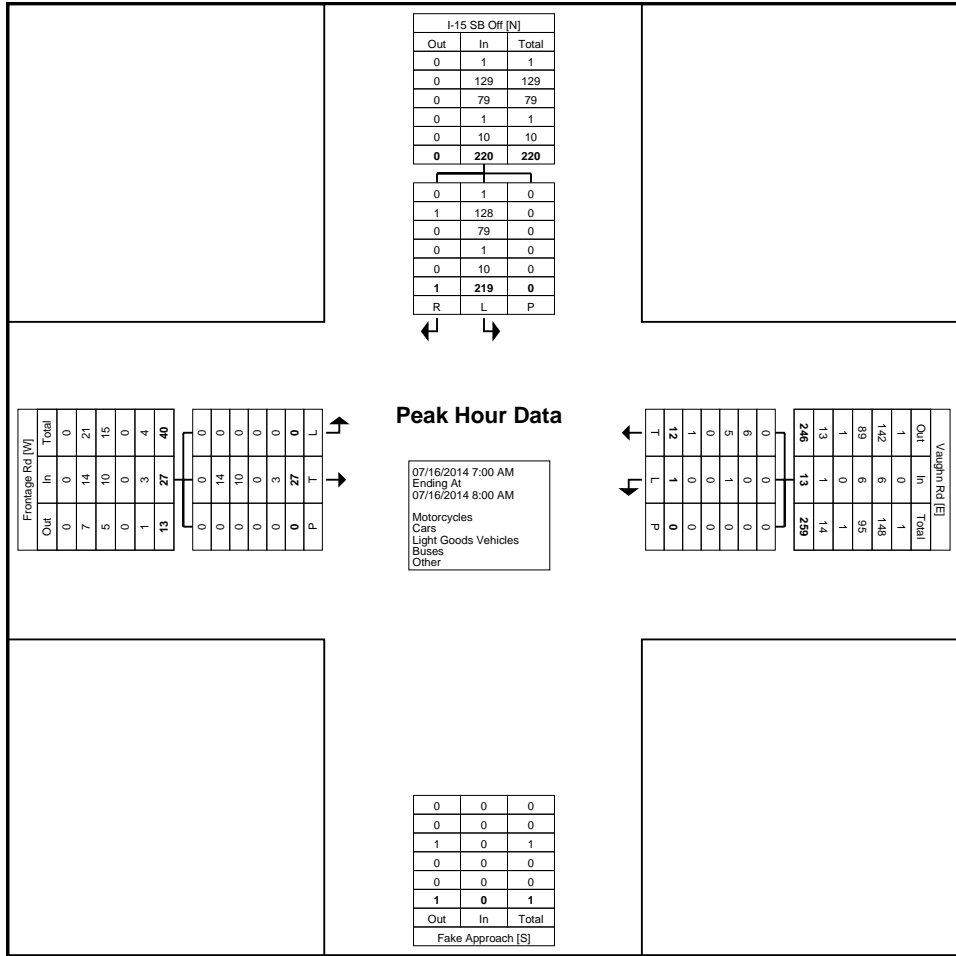 I-15 SB Off [N]
Out In Total
0 1 1
0 129 129
0 79 79
0 1 1
0 10 10
0 220 220
0 1 0
1 128 0
0 79 0
0 1 0
0 10 0
1 219 0
R L P
Frontage Rd [W]
Out In Total
0 0 0
7 14 21
5 10 15
0 0 0
1 3 4
13 27 40
0 0 0
0 14 0
0 10 0
0 0 0
0 3 0
0 27 0
P T L
Peak Hour Data
07/16/2014 7:00 AM
Ending At
07/16/2014 8:00 AM
Motorcycles
Cars
Light Goods Vehicles
Buses
Other
Vaughn Rd [E]
Out In Total
1 0 1
142 6 148
89 6 95
1 0 1
13 1 14
246 13 259
0 0 0
6 0 0
5 1 0
0 0 0
1 0 0
12 1 0
T L P
0 0 0
0 0 0
1 0 1
0 0 0
0 0 0
1 0 1
Out In Total
Fake Approach [S]